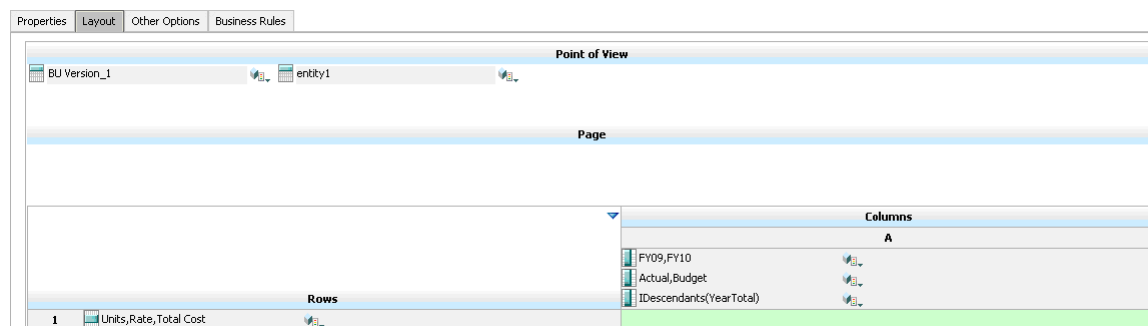 Properties Layout Other Options Business Rules
Point of View
BU Version_1 entity1
Page
Columns
A
FY09,FY10
Actual,Budget
IDescendants(YearTotal)
Rows
1 Units,Rate,Total Cost